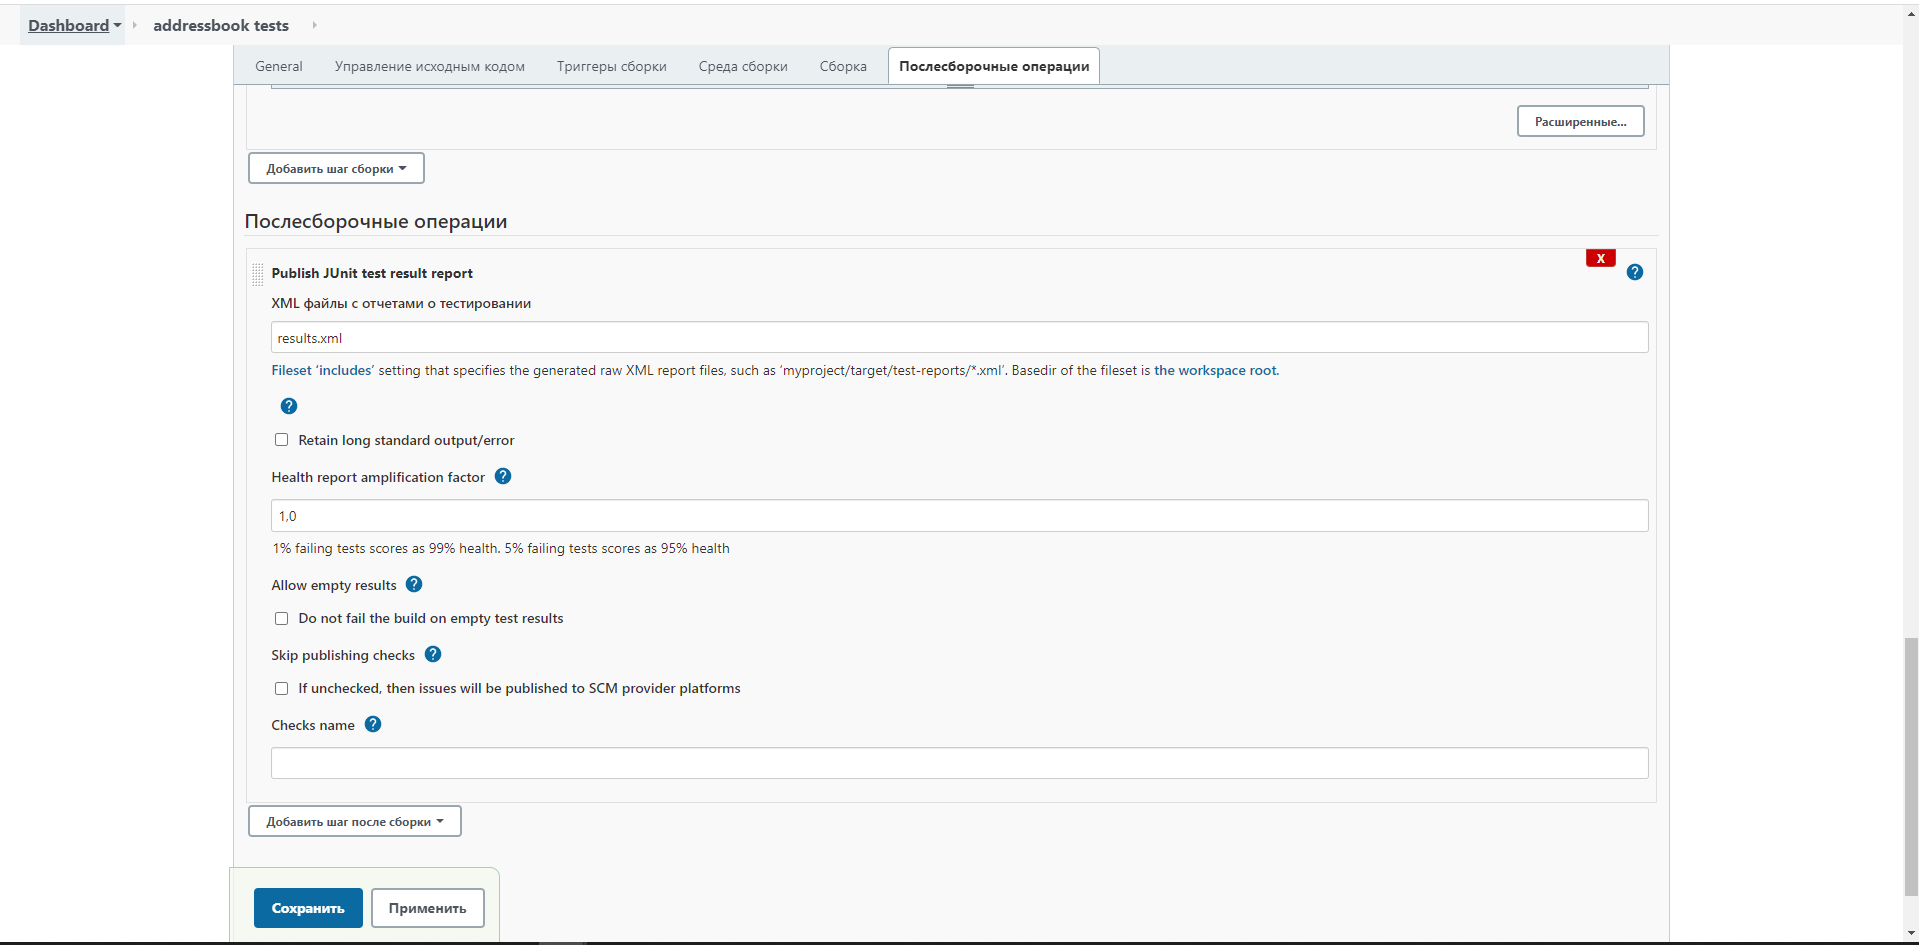 Dashboard
addressbook tests
General
Управление исходным кодом
Триггеры сборки
Среда сборки
Сборка
Послесборочные операции
Расширенные...
Добавить шаг сборки
Послесборочные операции
X
Publish JUnit test result report
?
XML файлы с отчетами о тестировании
results.xml
Fileset ‘includes’ setting that specifies the generated raw XML report files, such as ‘myproject/target/test-reports/*.xml’. Basedir of the fileset is the workspace root.
?
Retain long standard output/error
Health report amplification factor ?
1,0
1% failing tests scores as 99% health. 5% failing tests scores as 95% health
Allow empty results ?
Do not fail the build on empty test results
Skip publishing checks ?
If unchecked, then issues will be published to SCM provider platforms
Checks name ?
Добавить шаг после сборки
Сохранить
Применить